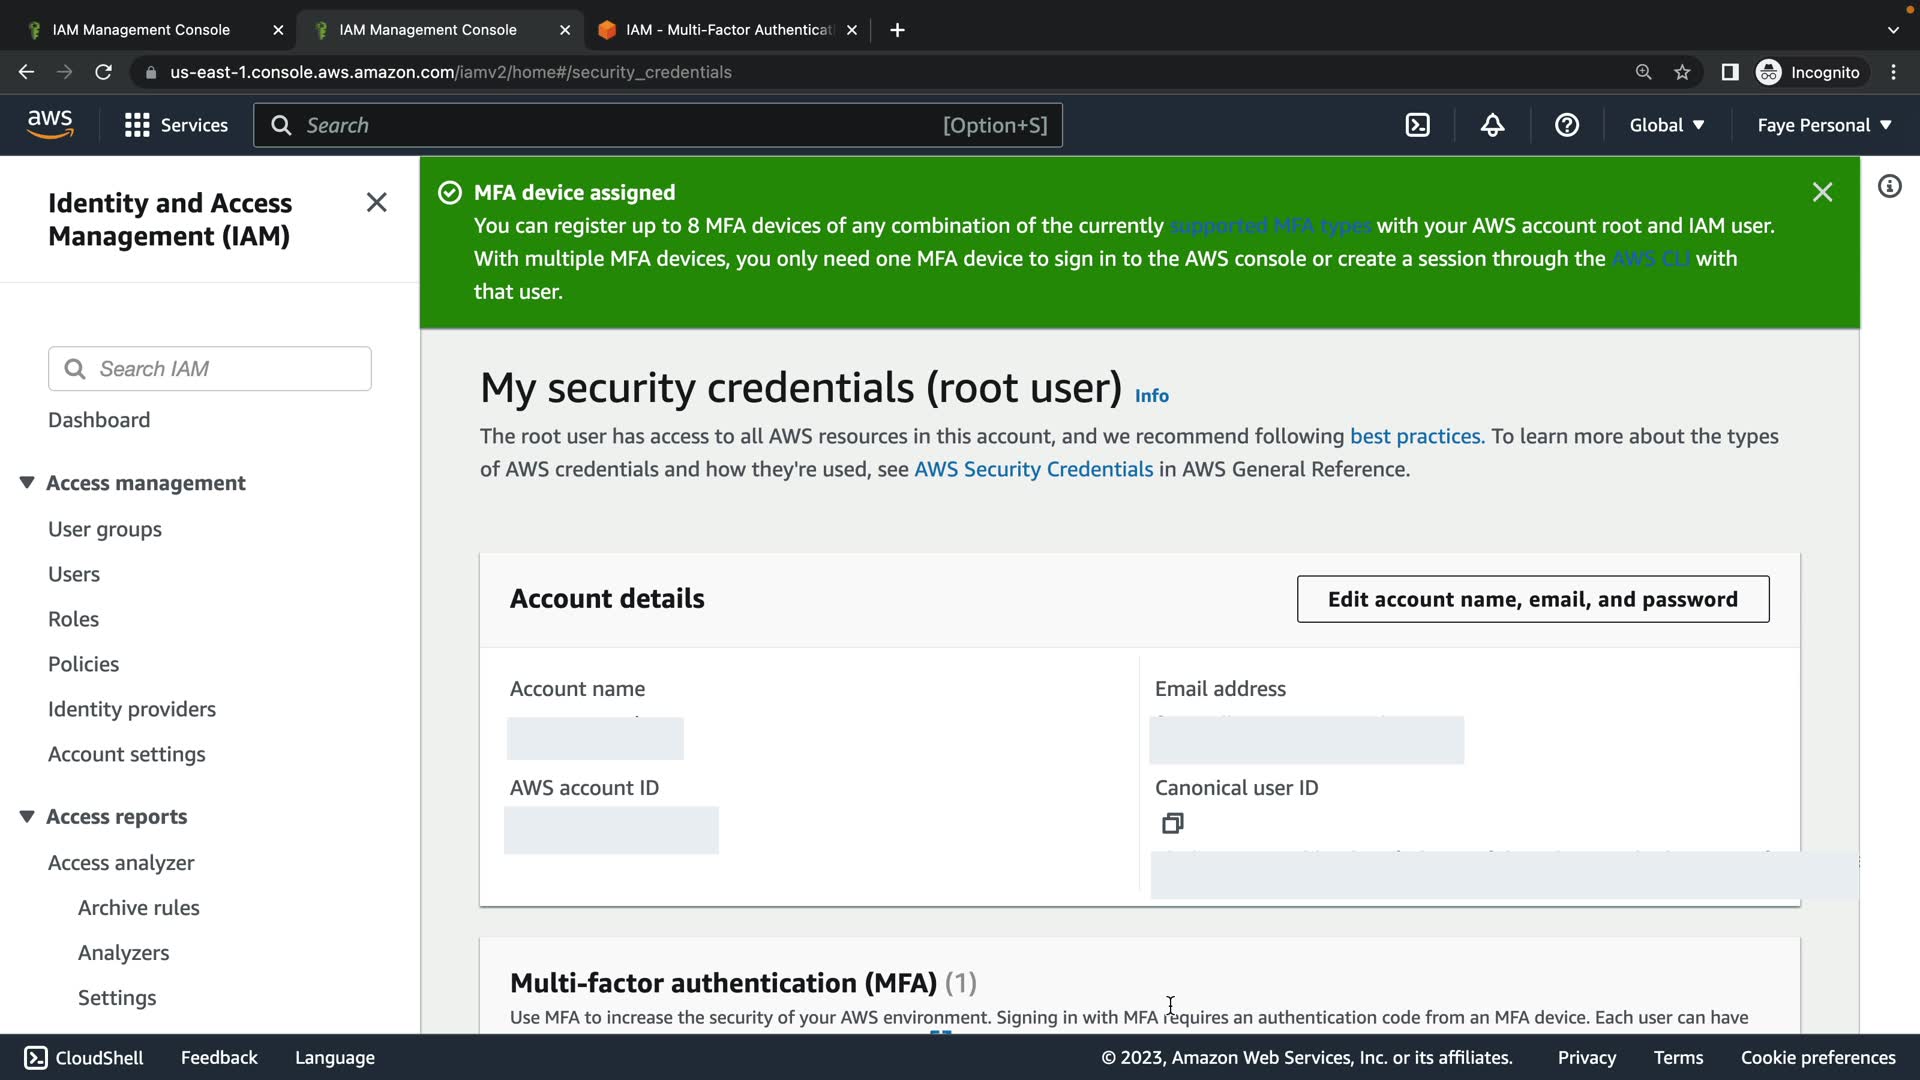 IAM Management Console
IAM Management Console
IAM - Multi-Factor Authenticat
us-east-1.console.aws.amazon.com/iamv2/home#/security_credentials
Incognito
aws
Services
Search
[Option+S]
Global
Faye Personal
Identity and Access
Management (IAM)
Search IAM
Dashboard
Access management
User groups
Users
Roles
Policies
Identity providers
Account settings
Access reports
Access analyzer
Archive rules
Analyzers
Settings
MFA device assigned
You can register up to 8 MFA devices of any combination of the currently supported MFA types with your AWS account root and IAM user.
With multiple MFA devices, you only need one MFA device to sign in to the AWS console or create a session through the AWS CLI with
that user.
My security credentials (root user) Info
The root user has access to all AWS resources in this account, and we recommend following best practices. To learn more about the types
of AWS credentials and how they're used, see AWS Security Credentials in AWS General Reference.
Account details
Edit account name, email, and password
Account name
Email address
AWS account ID
Canonical user ID
Multi-factor authentication (MFA) (1)
Use MFA to increase the security of your AWS environment. Signing in with MFA requires an authentication code from an MFA device. Each user can have
CloudShell
Feedback
Language
© 2023, Amazon Web Services, Inc. or its affiliates.
Privacy
Terms
Cookie preferences